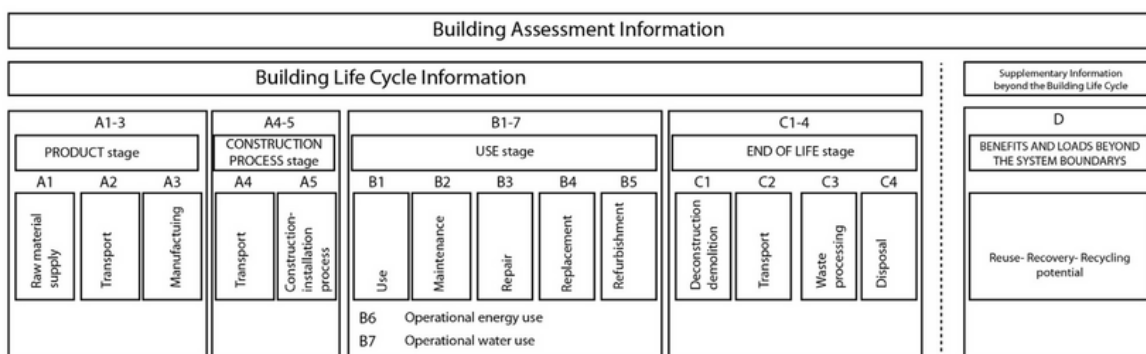 Building Assessment Information
Building Life Cycle Information
Supplementary Information
beyond the Building Life Cycle
A1-3
A4-5
B1-7
C1-4
D
PRODUCT stage
CONSTRUCTION
PROCESS stage
USE stage
END OF LIFE stage
BENEFITS AND LOADS BEYOND
THE SYSTEM BOUNDARYS
A1
A2
A3
A4
A5
B1
B2
B3
B4
B5
C1
C2
C3
C4
Raw material
supply
Transport
Manufactuing
Transport
Construction-
installation
process
Use
Maintenance
Repair
Replacement
Refurbishment
Deconstruction
demolition
Transport
Waste
processing
Disposal
Reuse- Recovery- Recycling
potential
B6 Operational energy use
B7 Operational water use